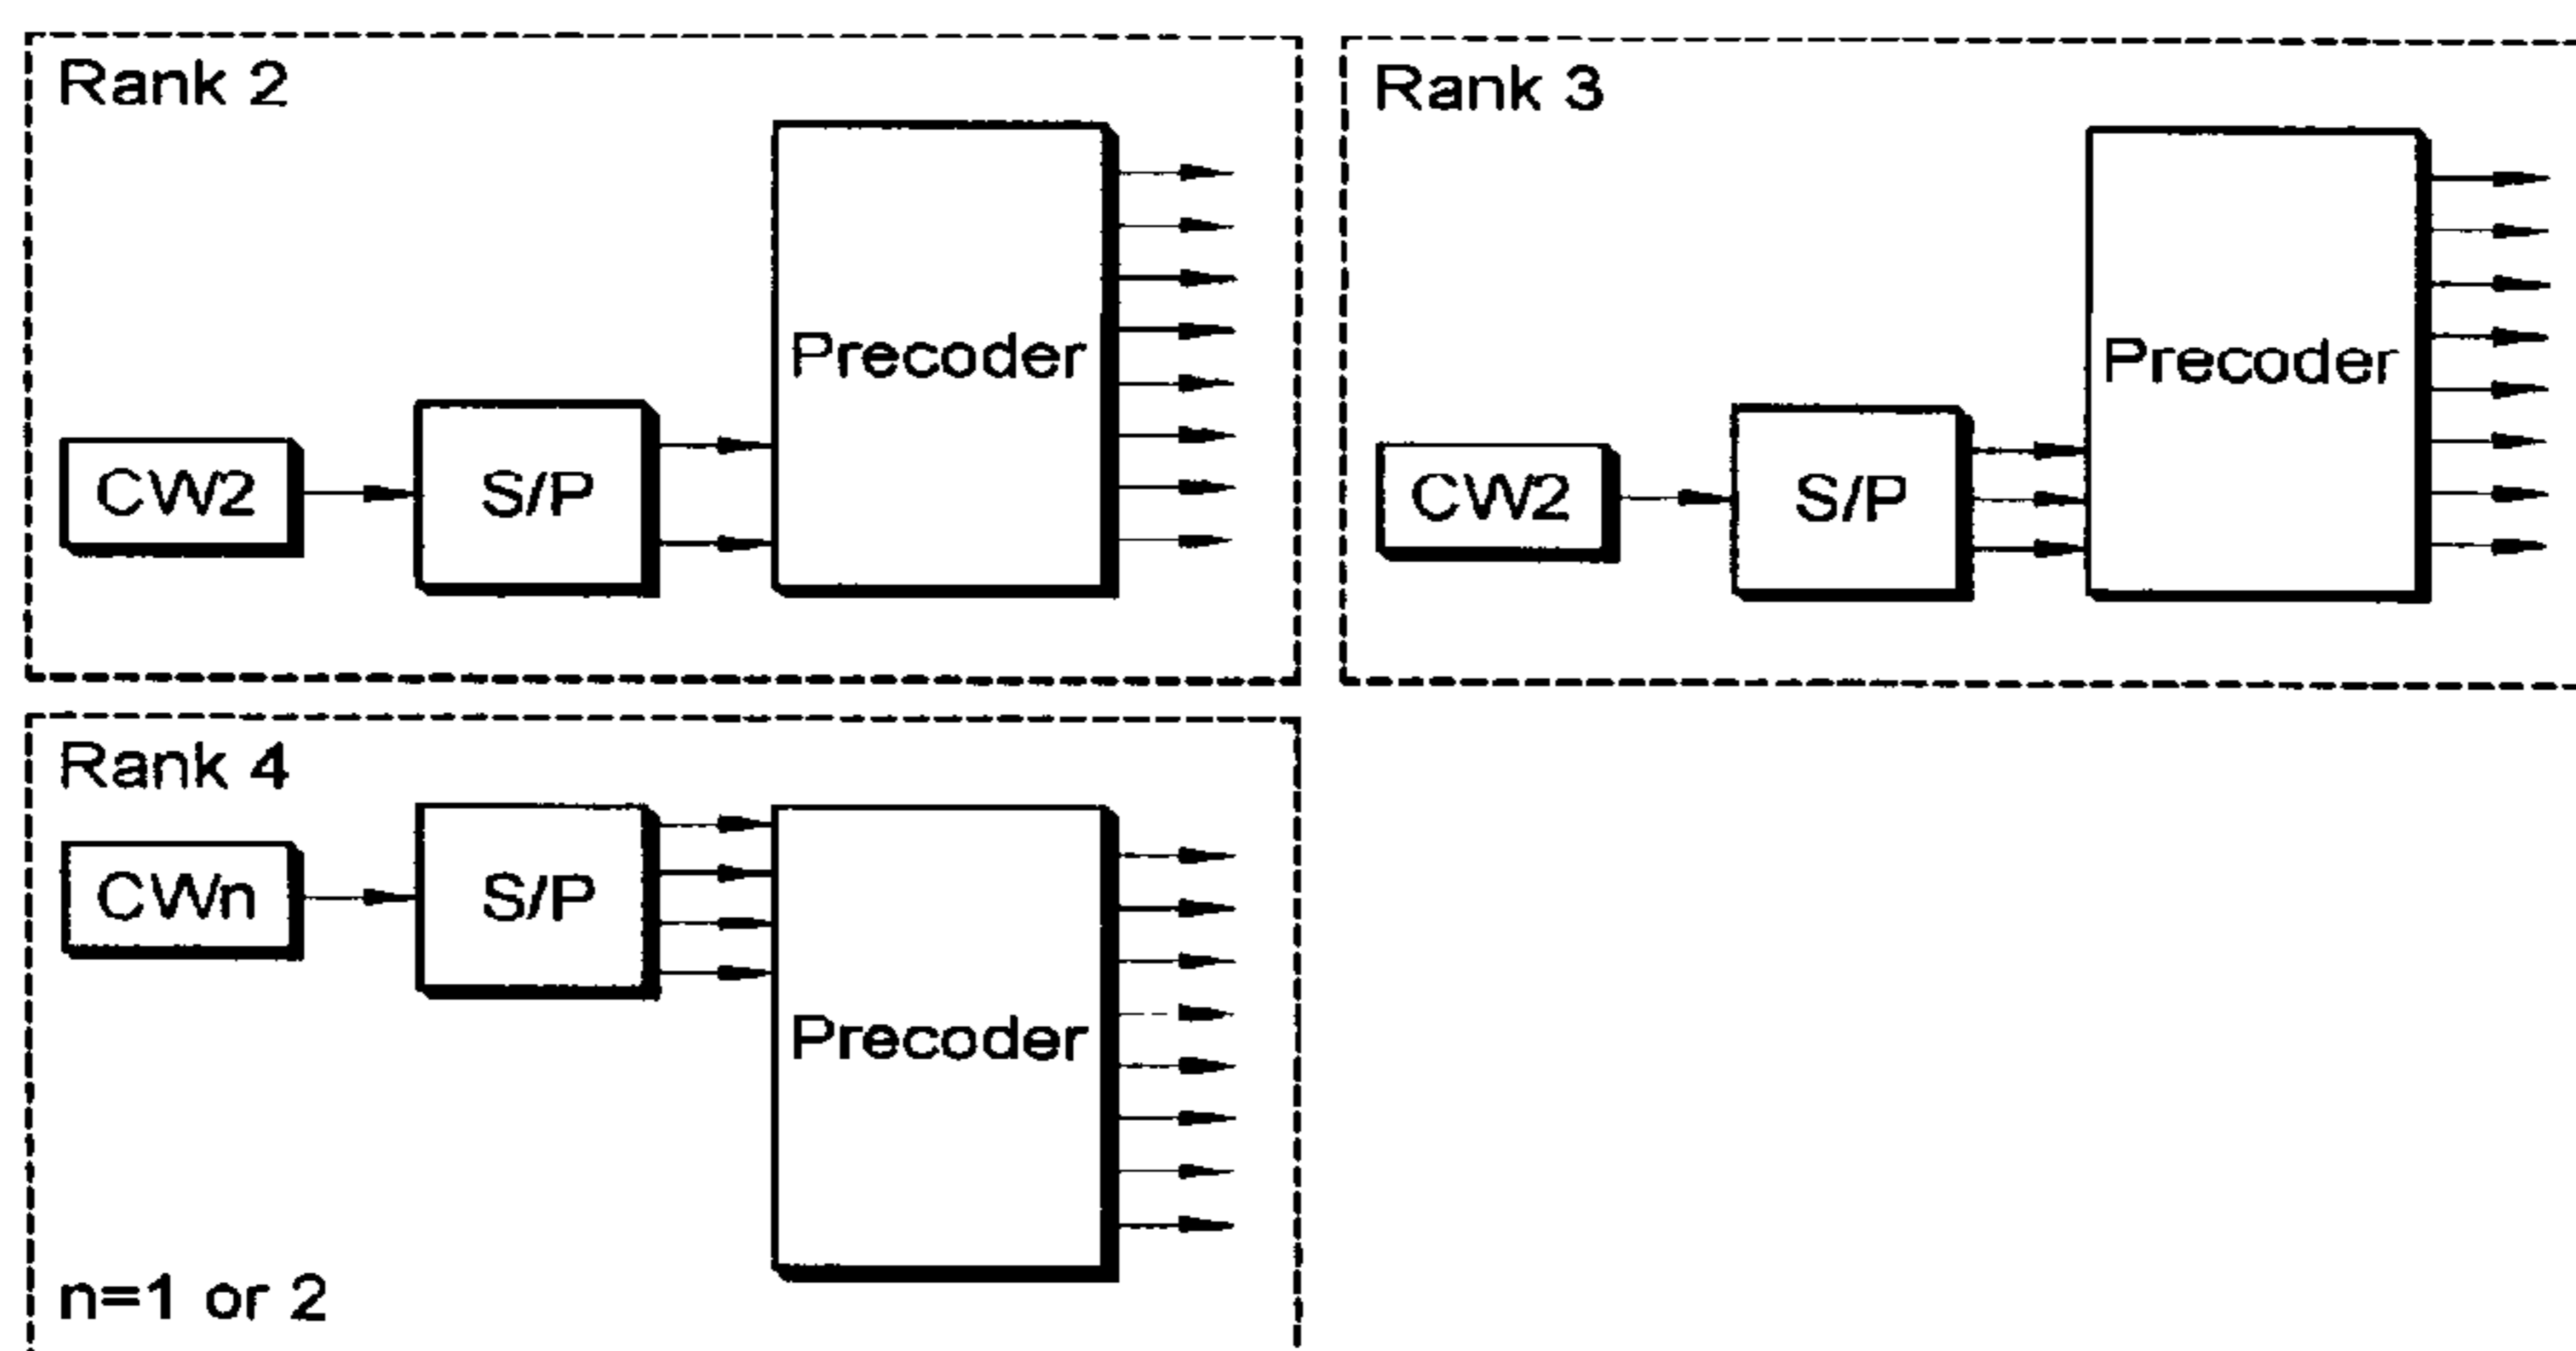 Rank 2
Precoder
CW2
S/P
Rank 3
Precoder
CW2
S/P
Rank 4
CWn
S/P
Precoder
n=1 or 2